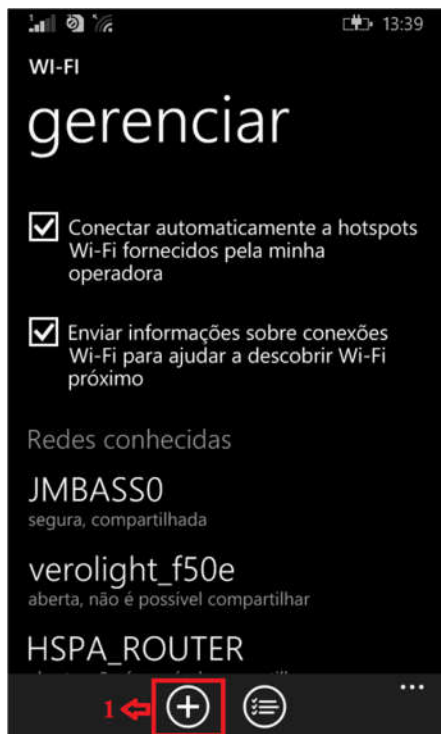 1
13:39
WI-FI
gerenciar
Conectar automaticamente a hotspots
Wi-Fi fornecidos pela minha
operadora
Enviar informações sobre conexões
Wi-Fi para ajudar a descobrir Wi-Fi
próximo
Redes conhecidas
JMBASS0
segura, compartilhada
verolight_f50e
aberta, não é possível compartilhar
HSPA_ROUTER
1